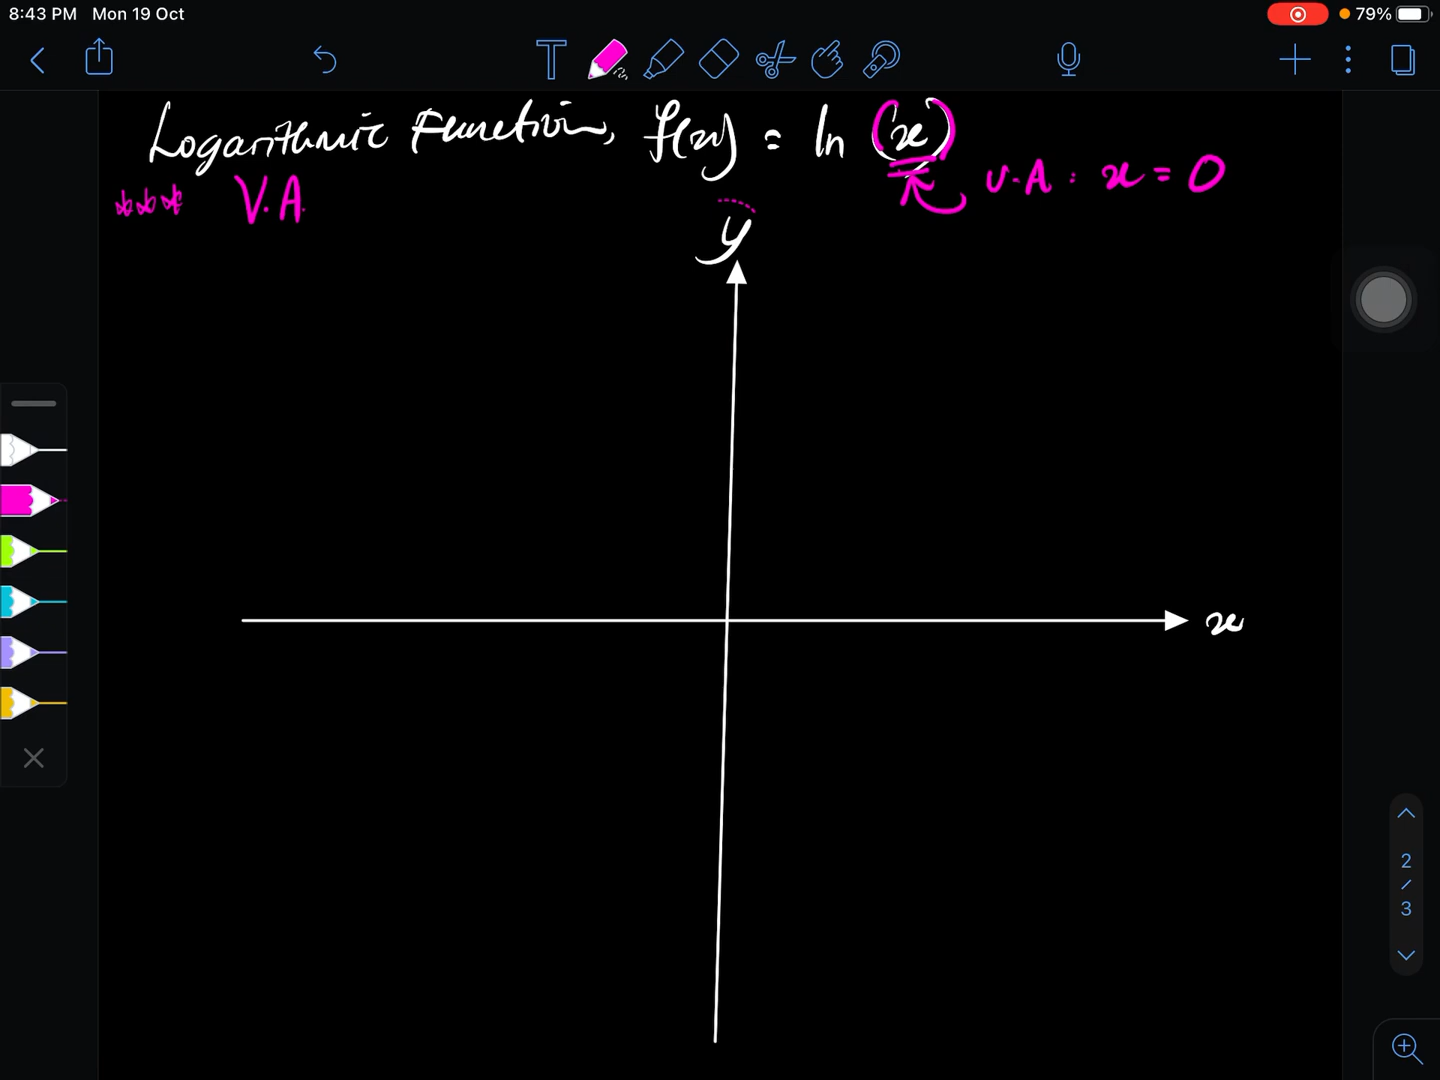 8:43 PM Mon 19 Oct 79%
T
Logarithmic Function, f(x) = ln (x)
*** V.A. V.A : x = 0
y
x
2
/
3